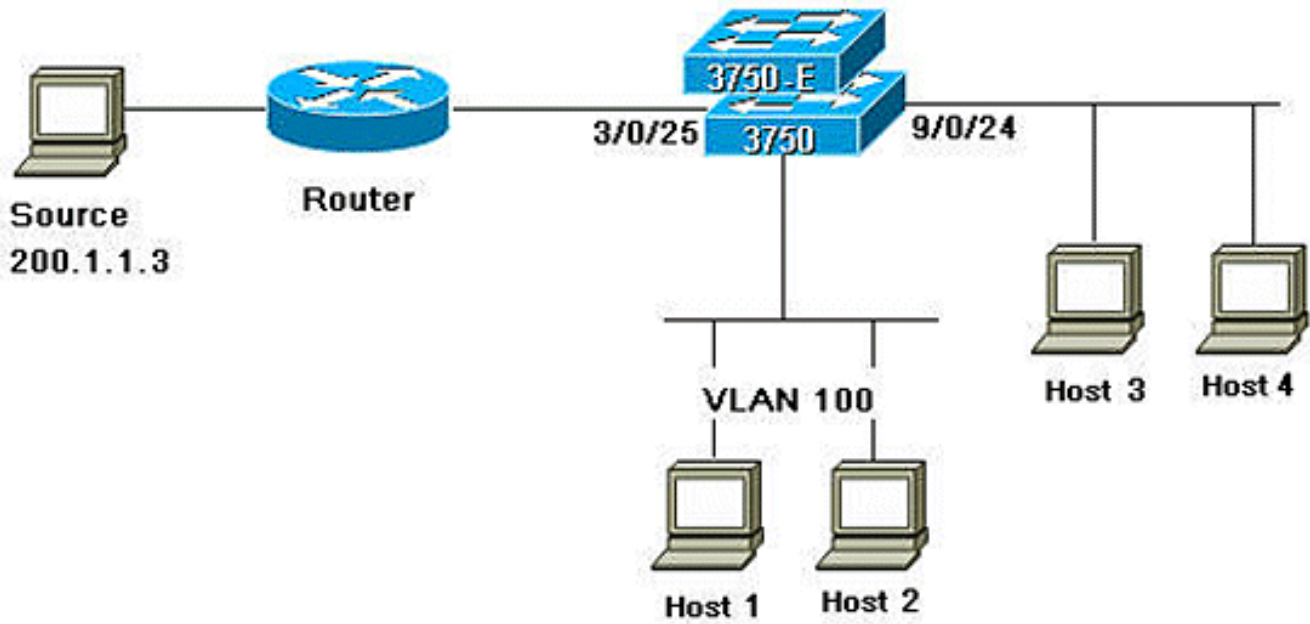 3750-E
3/0/25
3750
9/0/24
Source
200.1.1.3
Router
Host 3
Host 4
VLAN 100
Host 1
Host 2